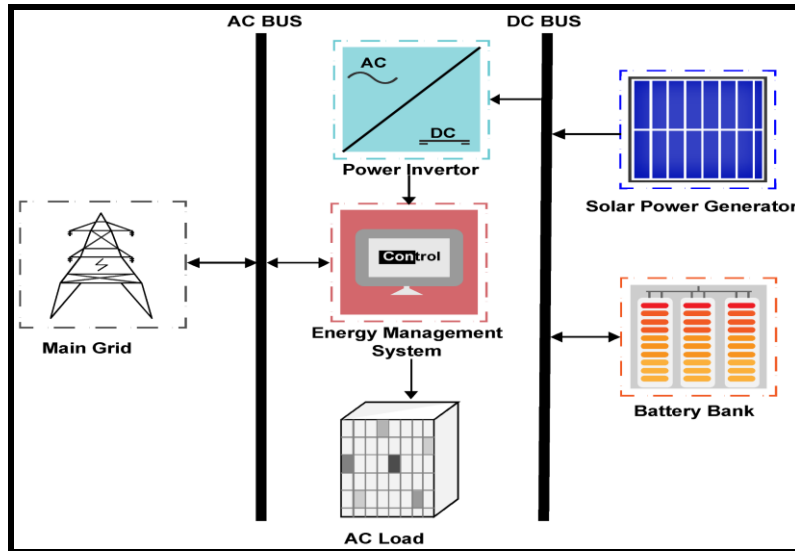 AC BUS
DC BUS
AC
DC
Power Invertor
Solar Power Generator
Control
Main Grid
Energy Management
System
Battery Bank
AC Load